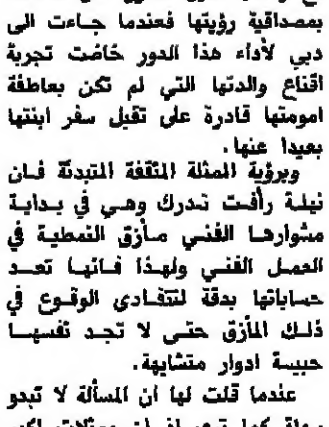 بمصداقية رؤيتها فعندما جاءت الى
دبي لأداء هذا الدور خاضت تجربة
اقناع والدتها التي لم تكن بعاطفة
امومتها قادرة على تقبل سفر ابنتها
بعيدا عنها.
وبرؤية الممثلة المثقفة المتبدئة فان
نيلة رأفت تدرك وهي في بداية
مشوارها الفني مأزق النمطية في
العمل الفني ولهذا فانها تعد
حساباتها بدقة لتتفادى الوقوع في
ذلك المأزق حتى لا تجد نفسها
حبيسة ادوار متشابهة.
عندما قلت لها ان المسألة لا تبدو